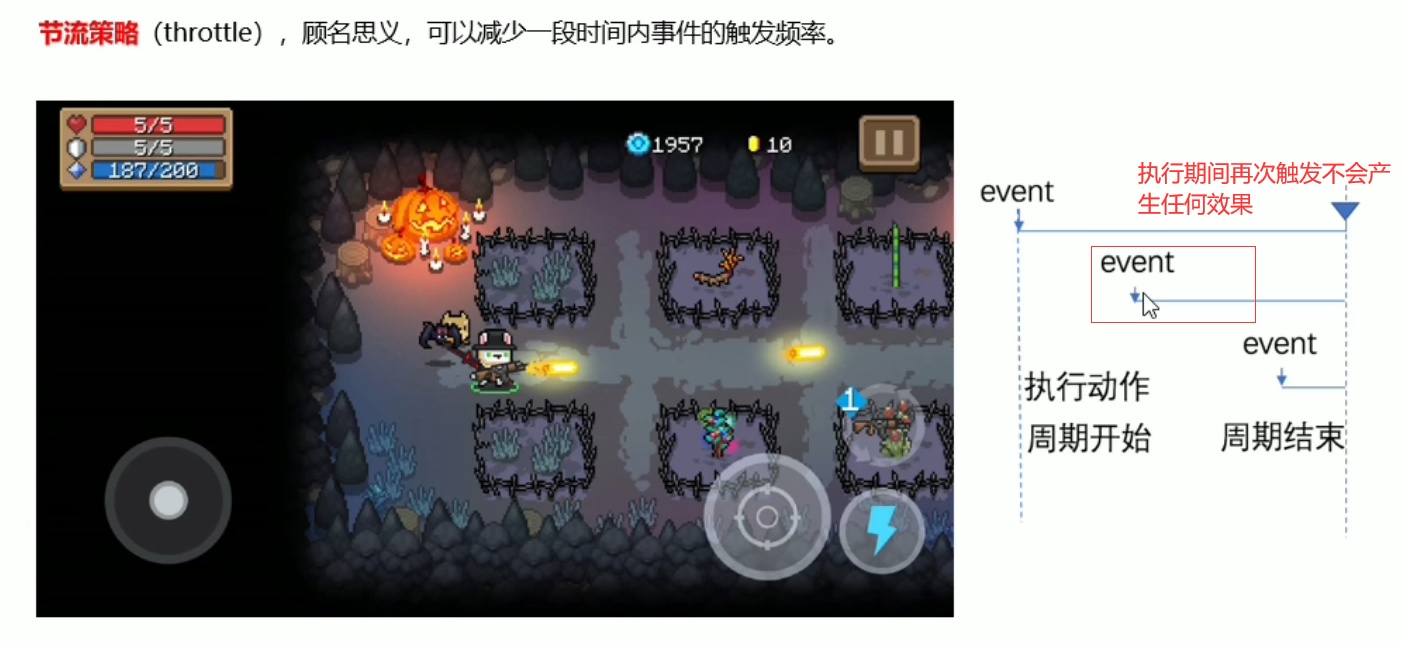 节流策略（throttle），顾名思义，可以减少一段时间内事件的触发频率。
5/5
5/5
187/200
1957
10
1
执行期间再次触发不会产
生任何效果
event
event
event
执行动作
周期开始
周期结束